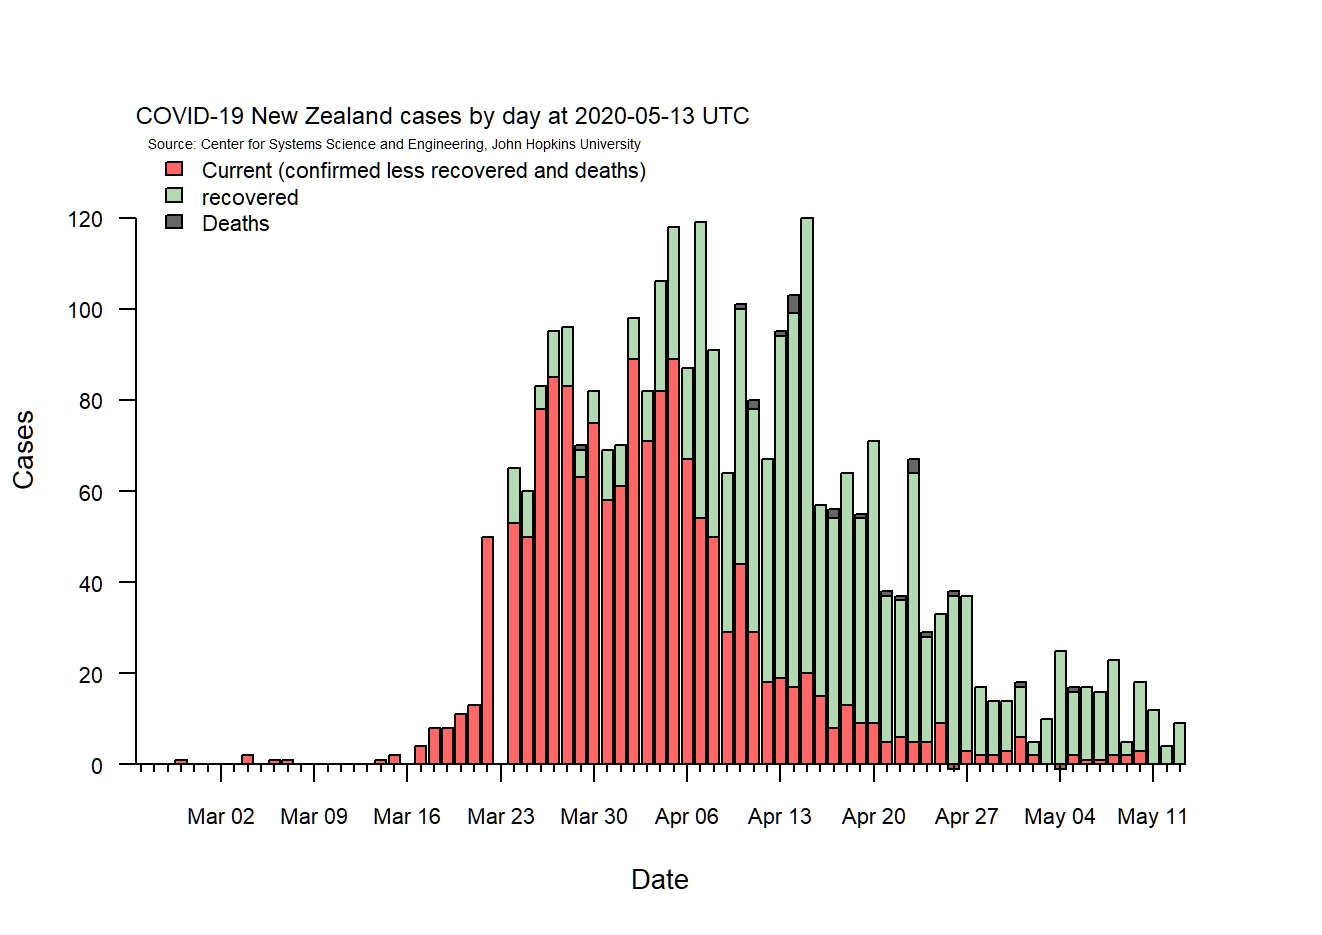 COVID-19 New Zealand cases by day at 2020-05-13 UTC
Source: Center for Systems Science and Engineering, John Hopkins University
Current (confirmed less recovered and deaths)
recovered
Deaths
120
100
80
60
40
20
0
Cases
Mar 02 Mar 09 Mar 16 Mar 23 Mar 30 Apr 06 Apr 13 Apr 20 Apr 27 May 04 May 11
Date